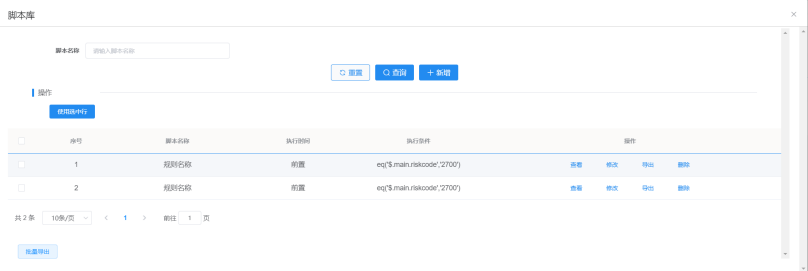 脚本库
脚本名称 请输入脚本名称
重置 查询 新增
操作
使用选中行
序号 脚本名称 执行时间 执行条件 操作
1 规则名称 前置 eq('$.main.riskcode','2700') 查看 修改 导出 删除
2 规则名称 前置 eq('$.main.riskcode','2700') 查看 修改 导出 删除
共 2 条 10条/页 1 前往 1 页
批量导出